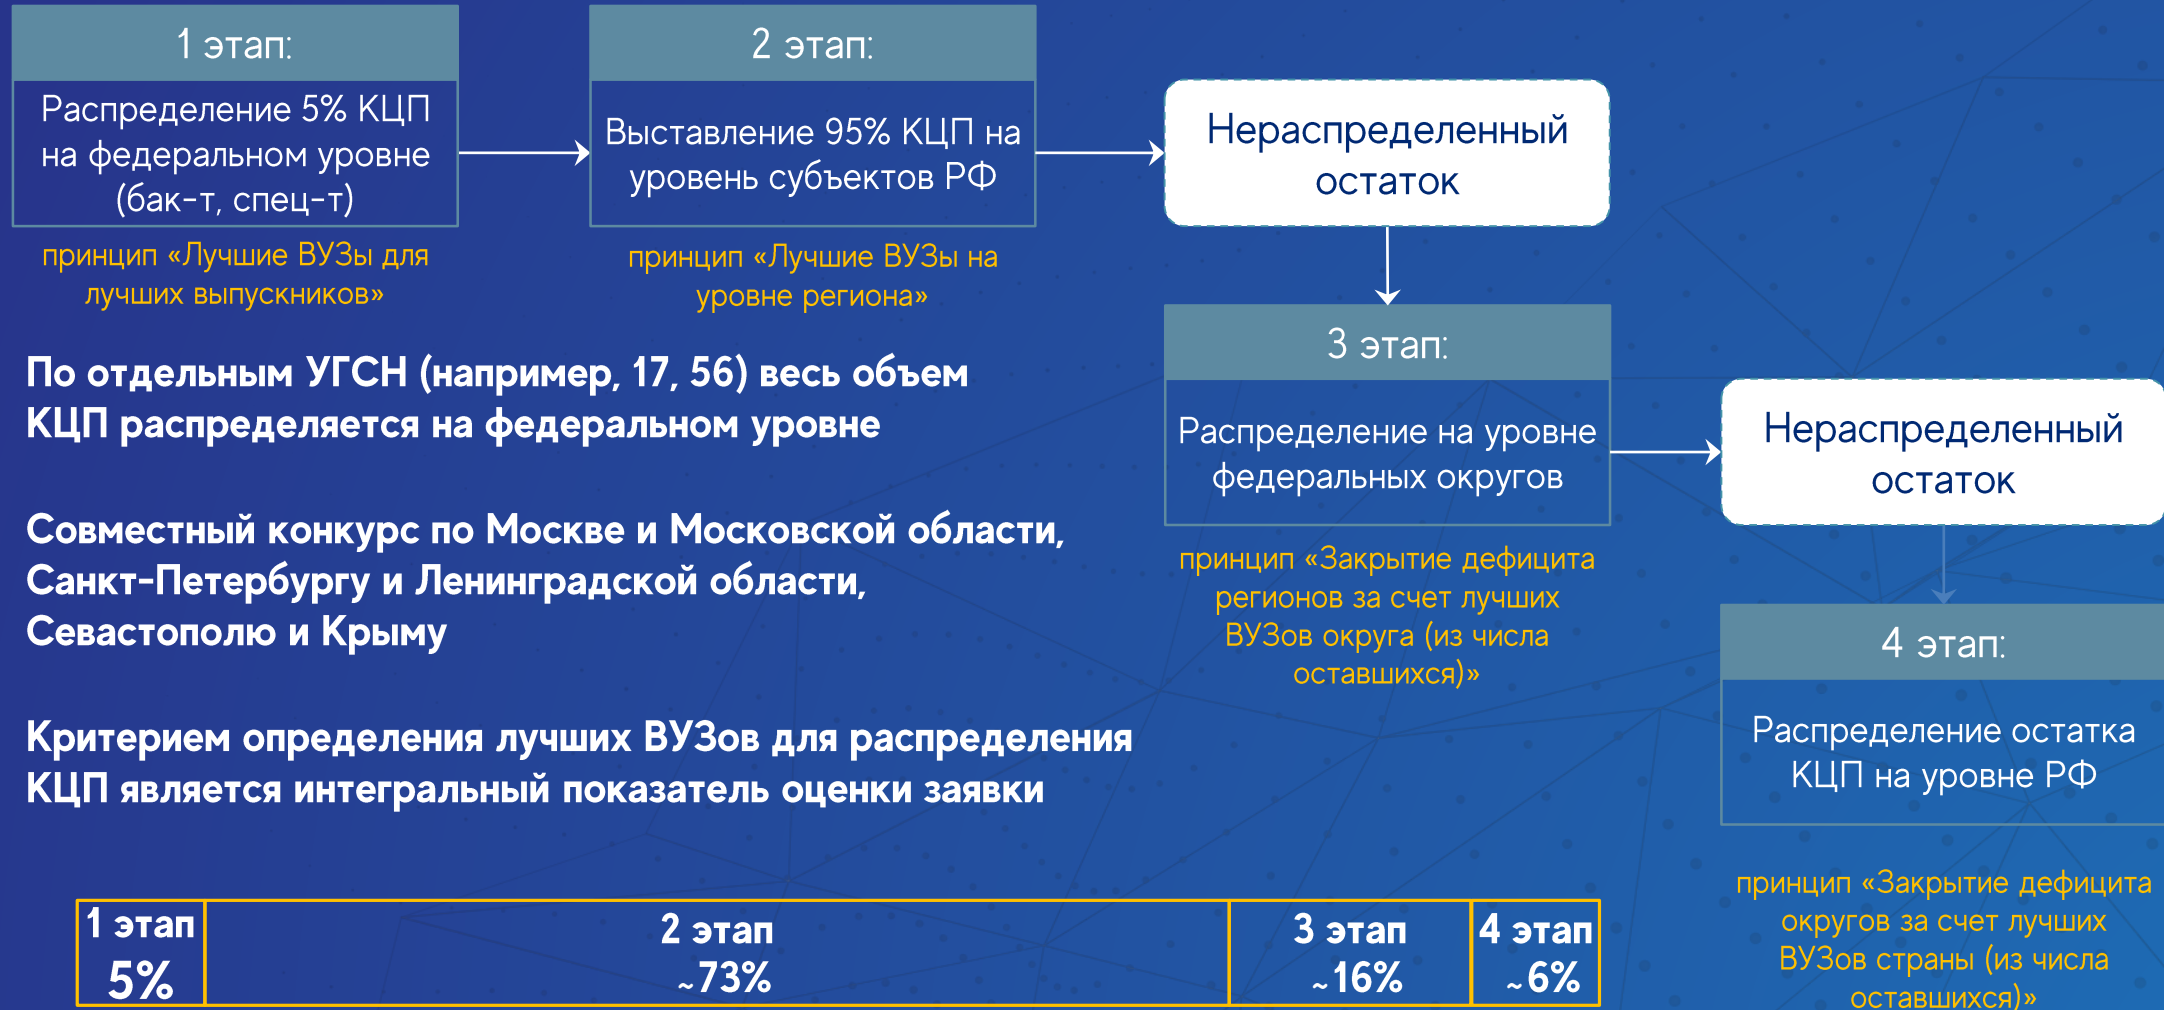 1 этап:
Распределение 5% КЦП
на федеральном уровне
(бак-т, спец-т)
принцип «Лучшие ВУЗы для
лучших выпускников»
2 этап:
Выставление 95% КЦП на
уровень субъектов РФ
принцип «Лучшие ВУЗы на
уровне региона»
Нераспределенный
остаток
3 этап:
Распределение на уровне
федеральных округов
принцип «Закрытие дефицита
регионов за счет лучших
ВУЗов округа (из числа
оставшихся)»
Нераспределенный
остаток
4 этап:
Распределение остатка
КЦП на уровне РФ
принцип «Закрытие дефицита
округов за счет лучших
ВУЗов страны (из числа
оставшихся)»
По отдельным УГСН (например, 17, 56) весь объем
КЦП распределяется на федеральном уровне
Совместный конкурс по Москве и Московской области,
Санкт-Петербургу и Ленинградской области,
Севастополю и Крыму
Критерием определения лучших ВУЗов для распределения
КЦП является интегральный показатель оценки заявки
1 этап
5%
2 этап
~73%
3 этап
~16%
4 этап
~6%